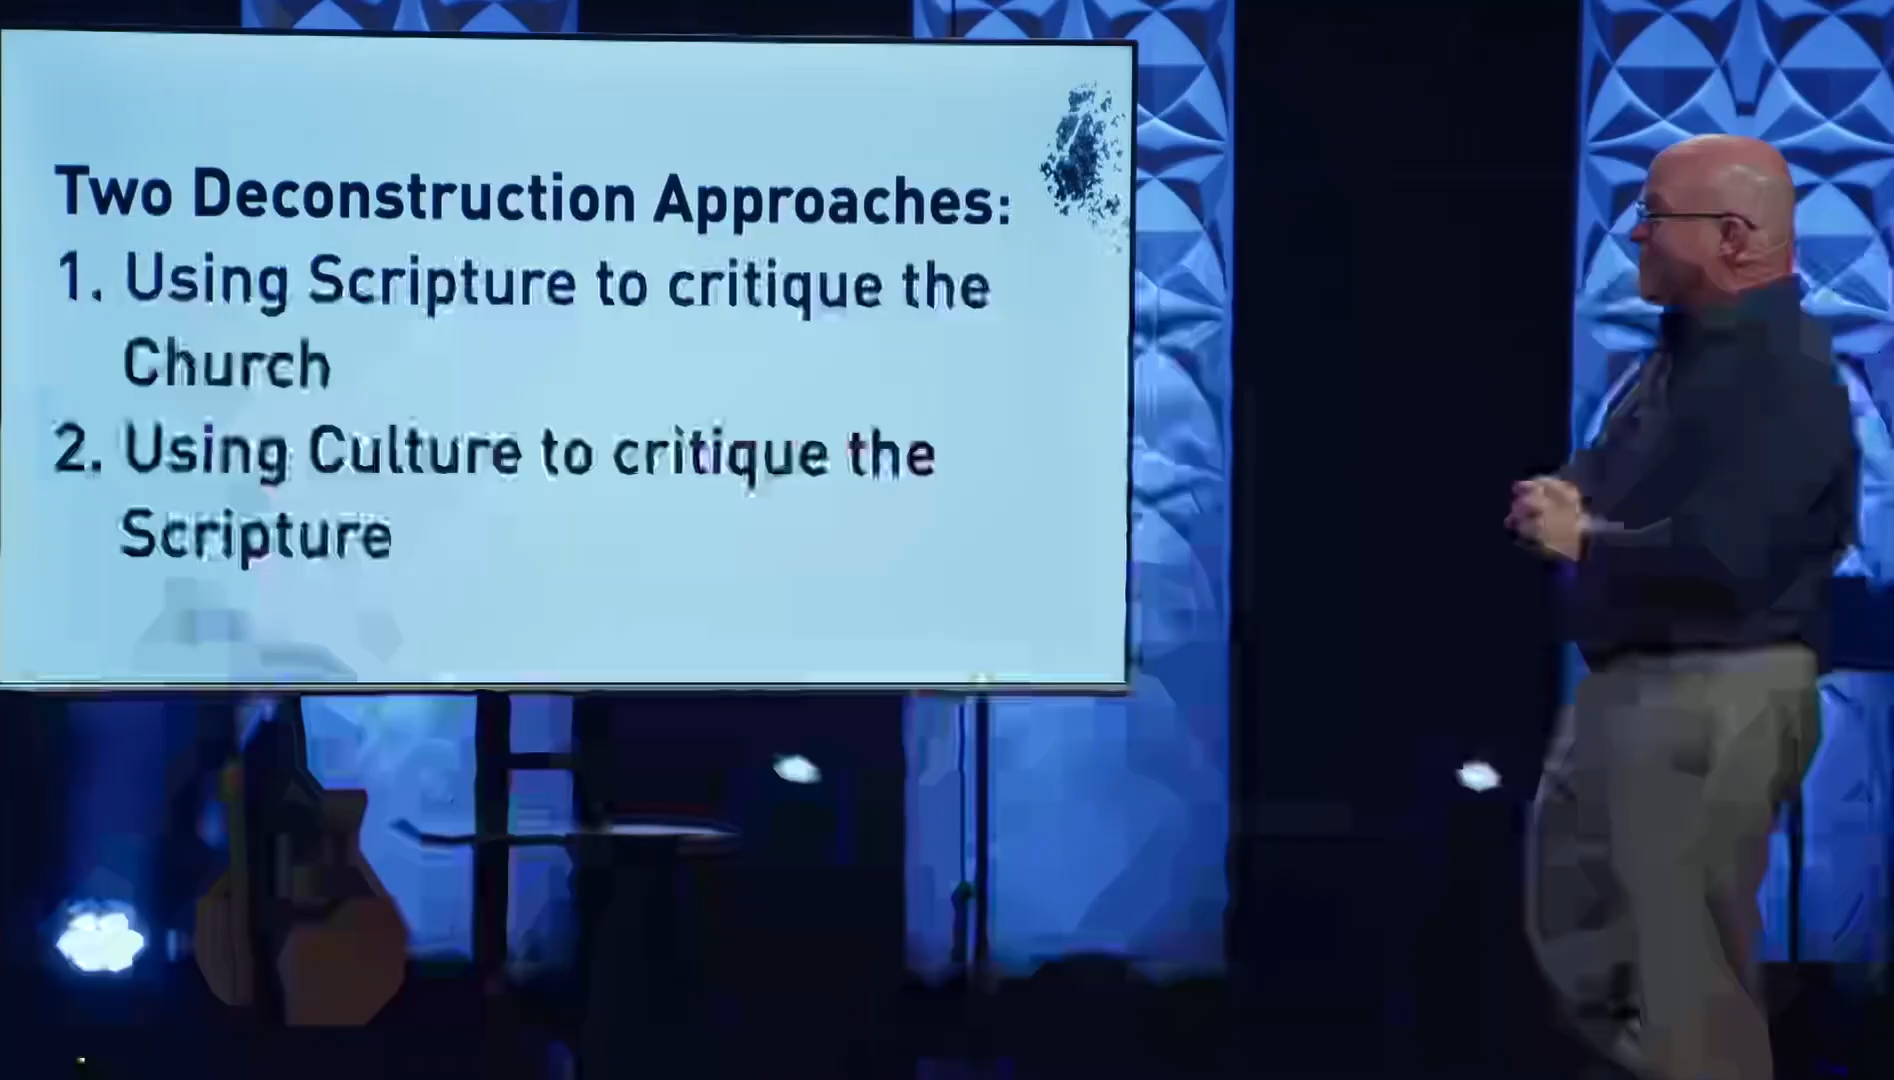 Two Deconstruction Approaches:
1. Using Scripture to critique the
Church
2. Using Culture to critique the
Scripture